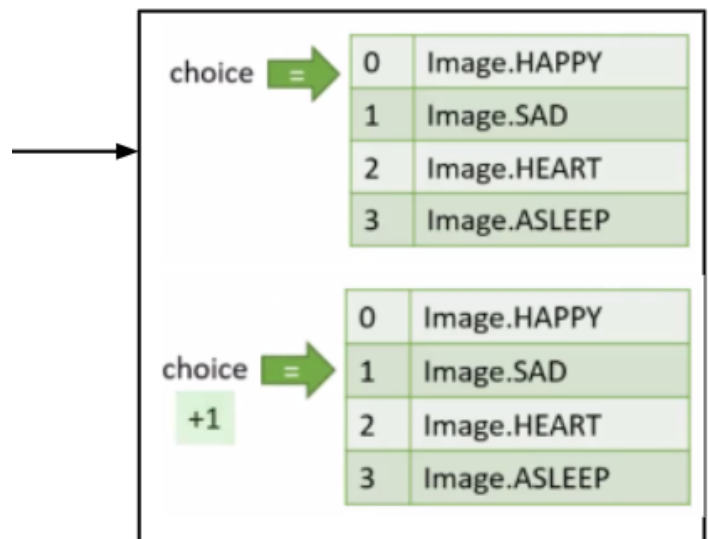 choice = 0 Image.HAPPY
1 Image.SAD
2 Image.HEART
3 Image.ASLEEP
0 Image.HAPPY
choice = 1 Image.SAD
+1
2 Image.HEART
3 Image.ASLEEP